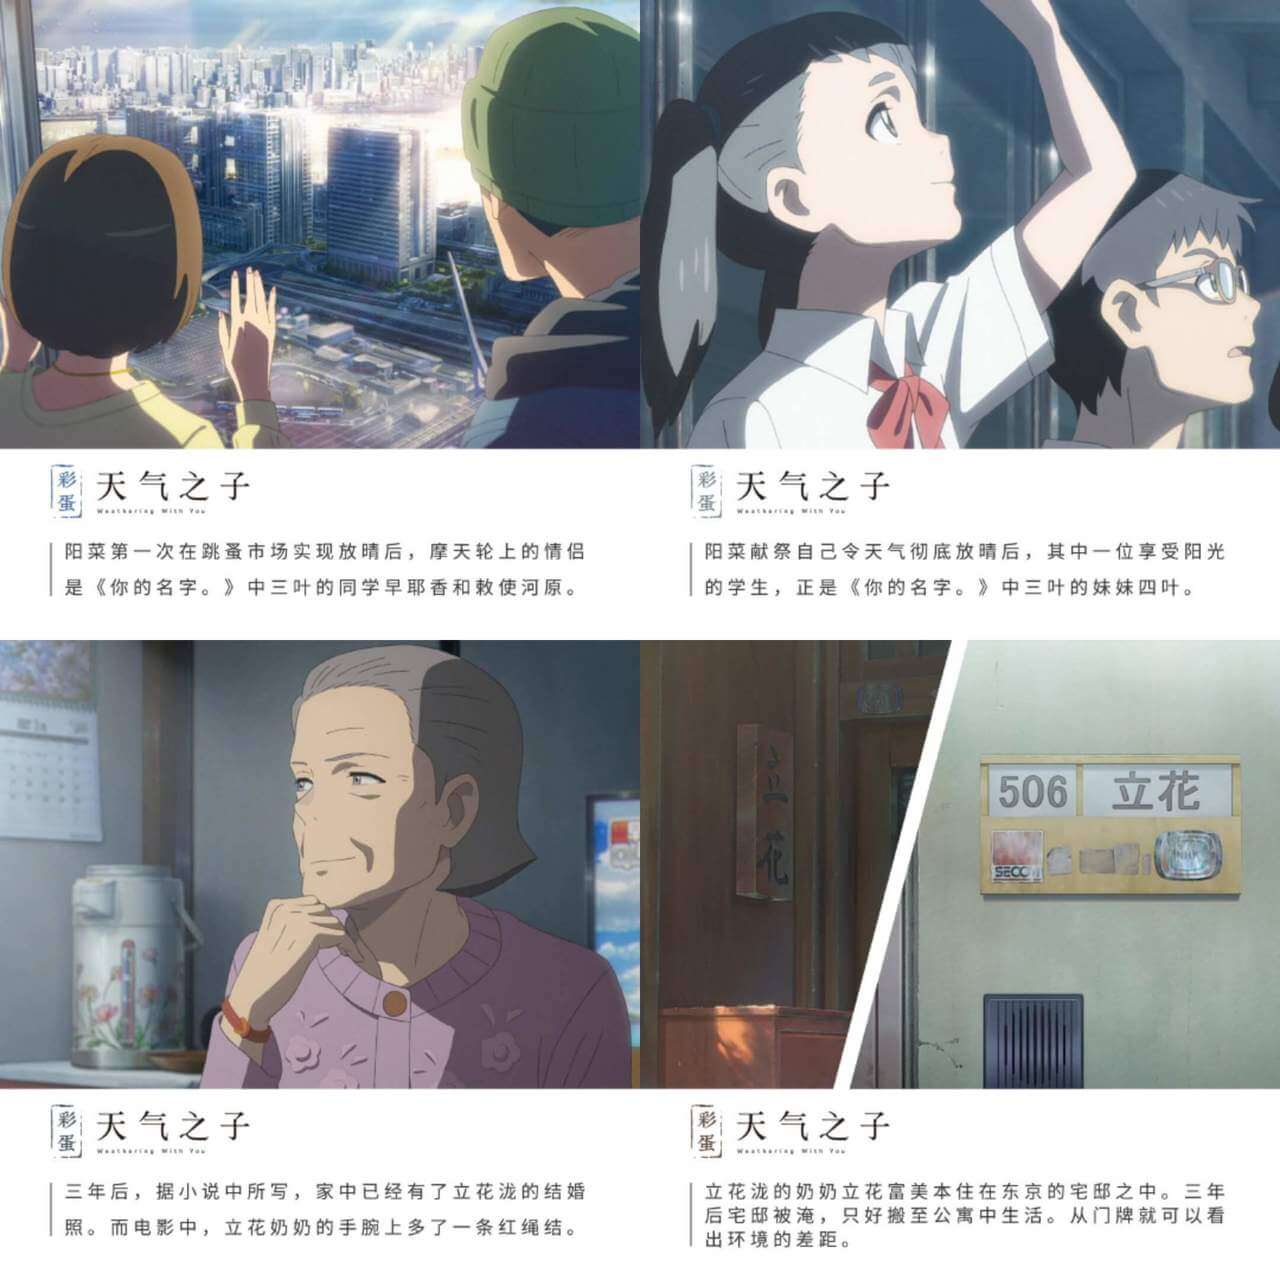 彩蛋
天气之子
Weathering With You
阳菜第一次在跳蚤市场实现放晴后，摩天轮上的情侣
是《你的名字。》中三叶的同学早耶香和敕使河原。
彩蛋
天气之子
Weathering With You
阳菜献祭自己令天气彻底放晴后，其中一位享受阳光
的学生，正是《你的名字。》中三叶的妹妹四叶。
立花
506
立花
SECOM
NHK
彩蛋
天气之子
Weathering With You
三年后，据小说中所写，家中已经有了立花泷的结婚
照。而电影中，立花奶奶的手腕上多了一条红绳结。
彩蛋
天气之子
Weathering With You
立花泷的奶奶立花富美本住在东京的宅邸之中。三年
后宅邸被淹，只好搬至公寓中生活。从门牌就可以看
出环境的差距。